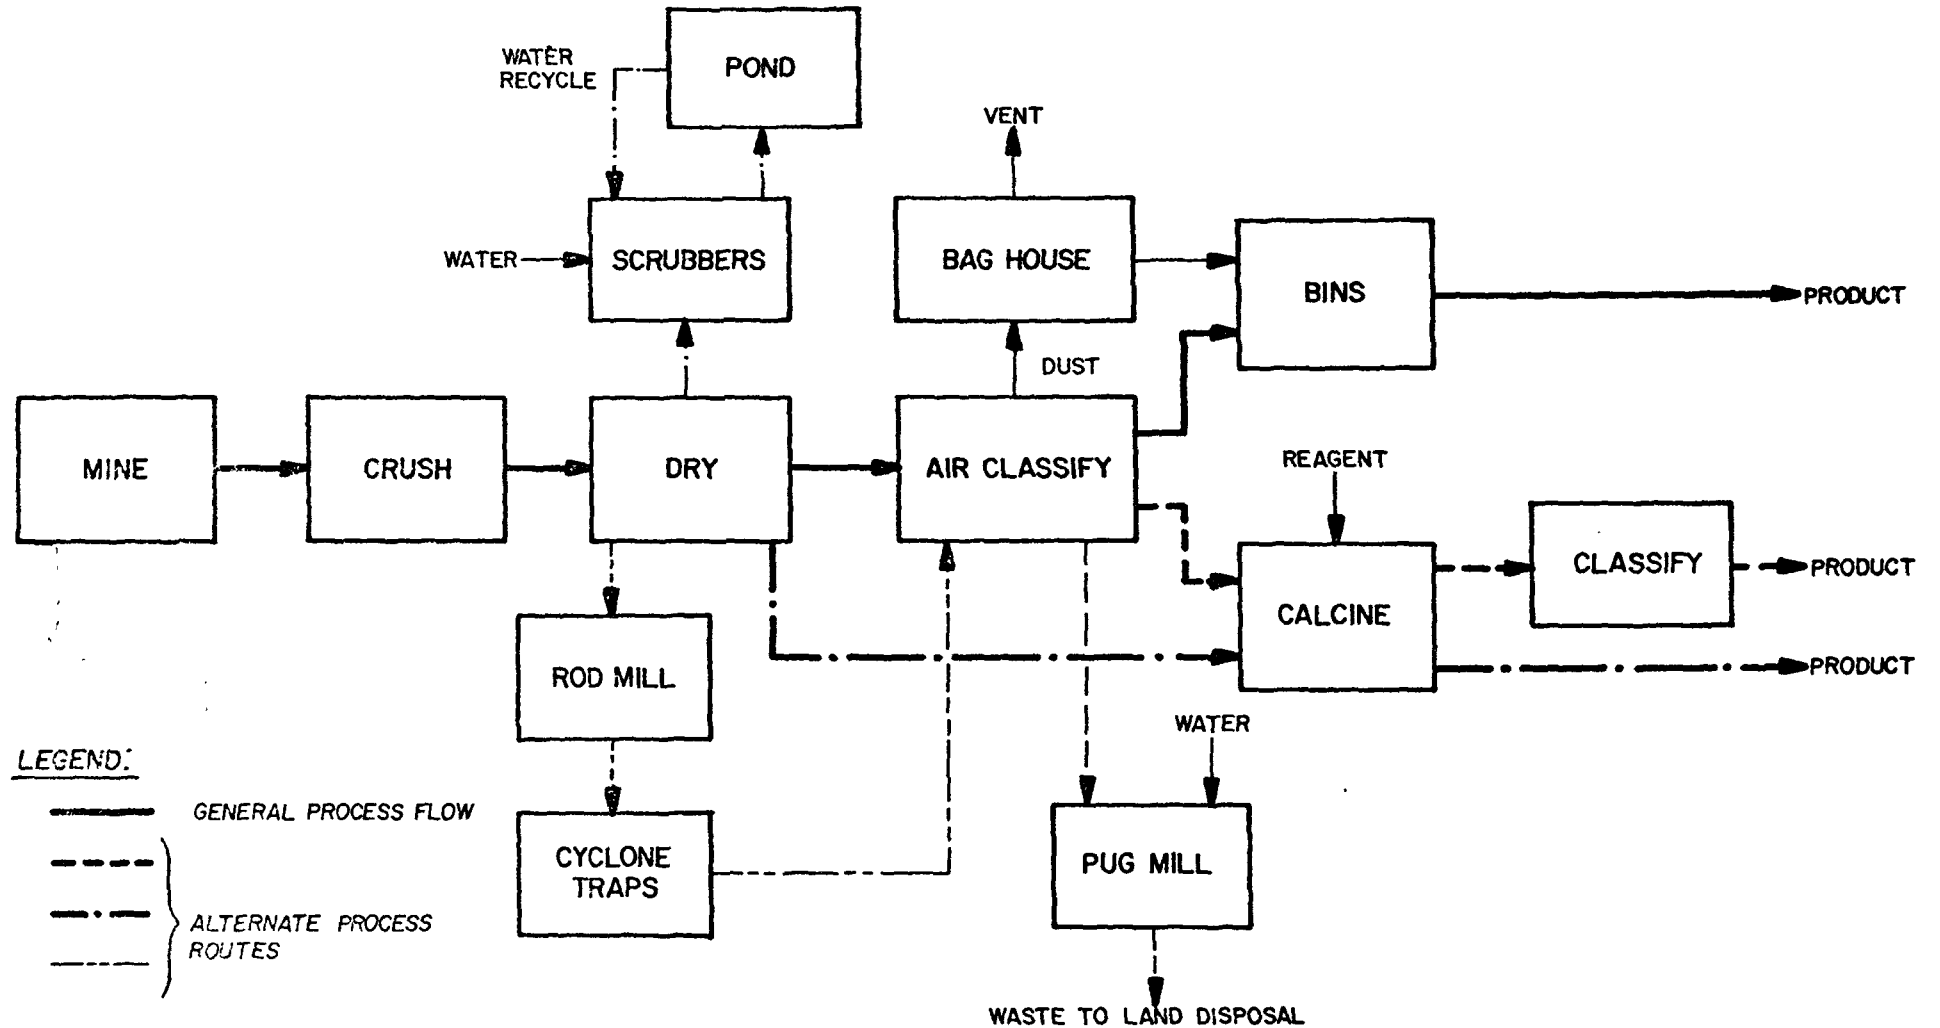 WATER
RECYCLE
POND
VENT
WATER
SCRUBBERS
BAG HOUSE
BINS
PRODUCT
DUST
MINE
CRUSH
DRY
AIR CLASSIFY
REAGENT
CLASSIFY
PRODUCT
CALCINE
PRODUCT
ROD MILL
WATER
CYCLONE
TRAPS
PUG MILL
WASTE TO LAND DISPOSAL
LEGEND:
GENERAL PROCESS FLOW
ALTERNATE PROCESS
ROUTES